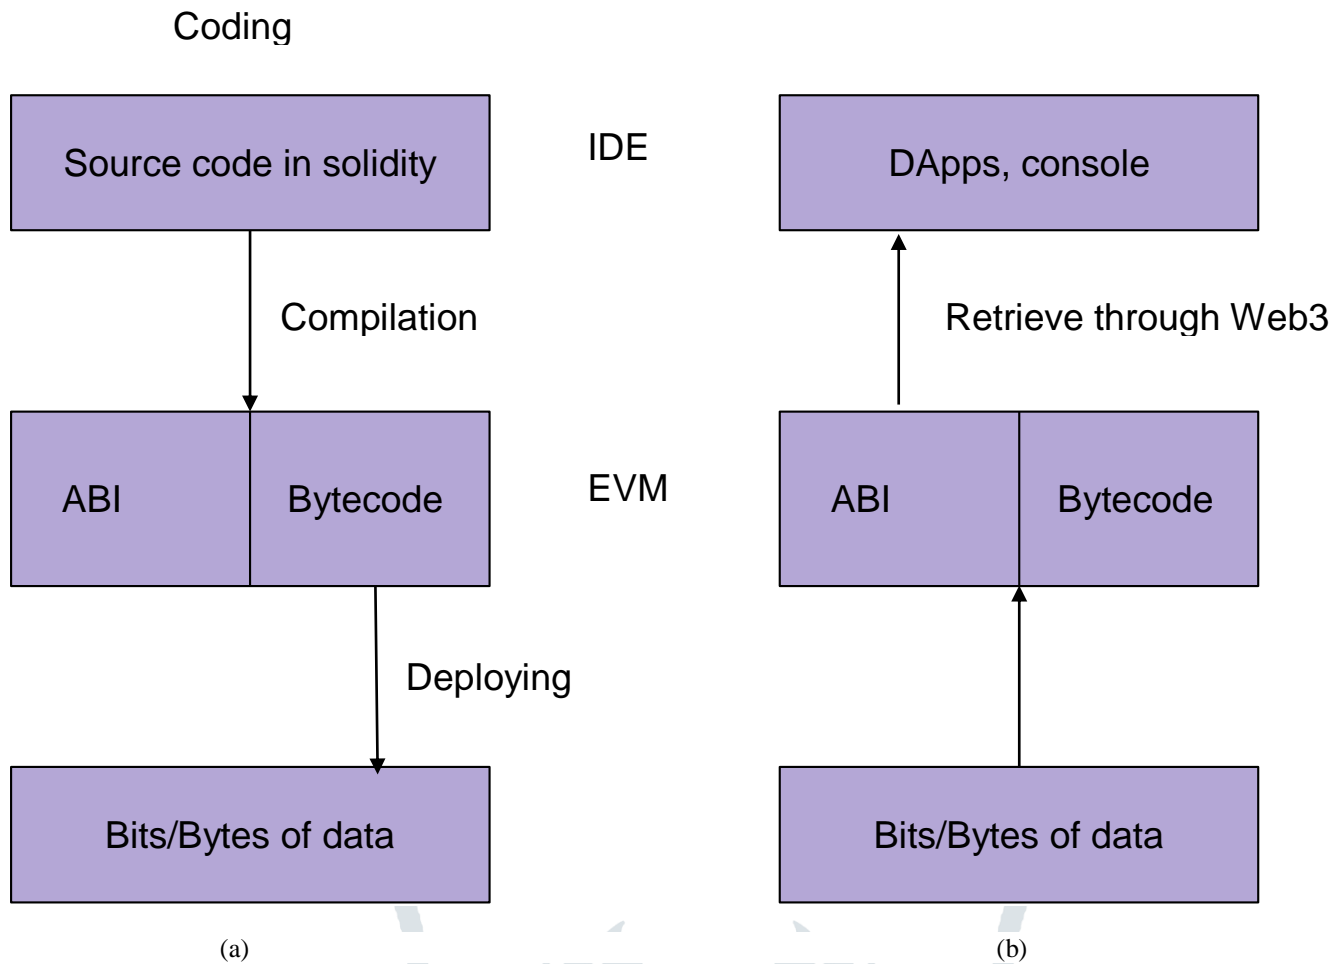 Coding
Source code in solidity
IDE
DApps, console
Compilation
Retrieve through Web3
ABI
Bytecode
EVM
ABI
Bytecode
Deploying
Bits/Bytes of data
Bits/Bytes of data
(a)
(b)